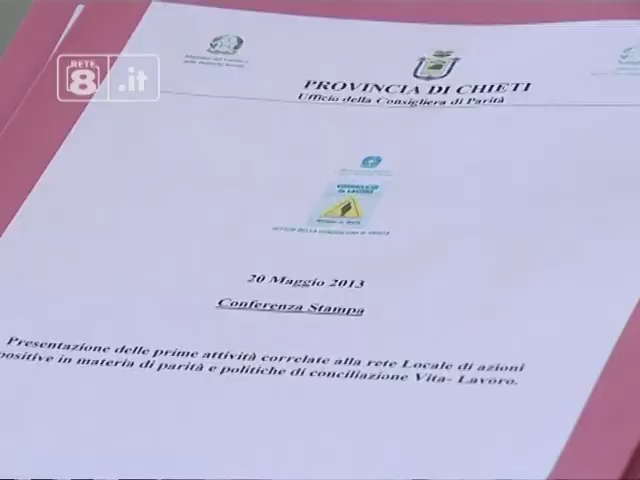 RETE
8 .it
PROVINCIA DI CHIETI
Ufficio della Consigliera di Parità
20 Maggio 2013
Conferenza Stampa
Presentazione delle prime attività correlate alla rete Locale di azioni
positive in materia di parità e politiche di conciliazione Vita- Lavoro.